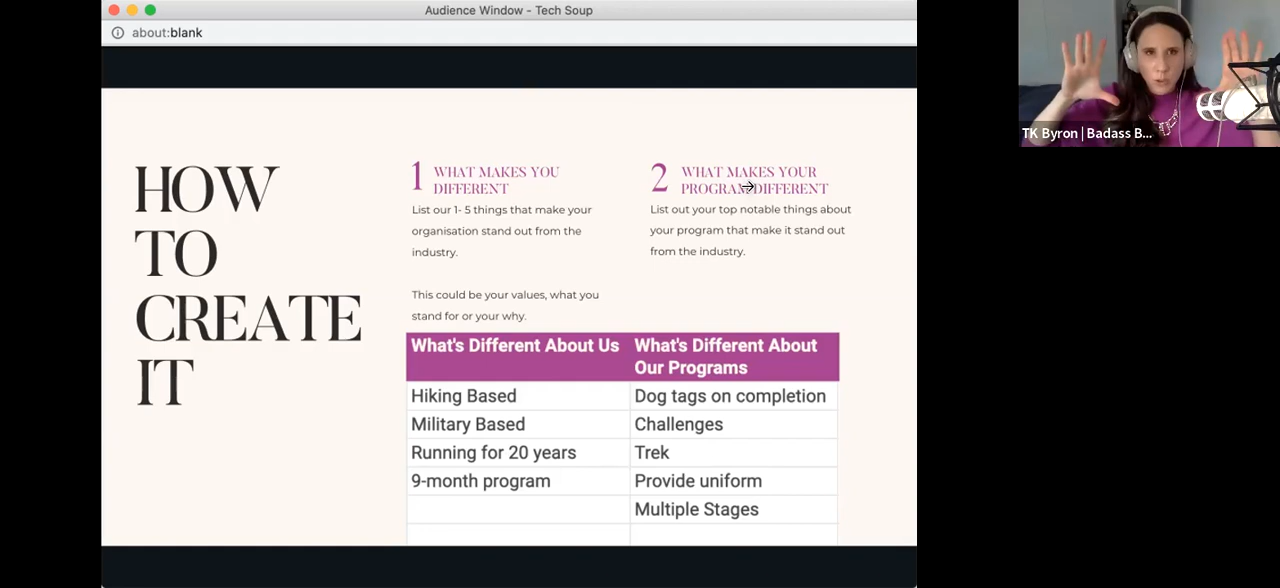 Audience Window - Tech Soup
about:blank
TK Byron | Badass B...
HOW
TO
CREATE
IT
1 WHAT MAKES YOU
DIFFERENT
List our 1- 5 things that make your
organisation stand out from the
industry.
This could be your values, what you
stand for or your why.
2 WHAT MAKES YOUR
PROGRAM DIFFERENT
List out your top notable things about
your program that make it stand out
from the industry.
What's Different About Us
What's Different About
Our Programs
Hiking Based
Dog tags on completion
Military Based
Challenges
Running for 20 years
Trek
9-month program
Provide uniform
Multiple Stages